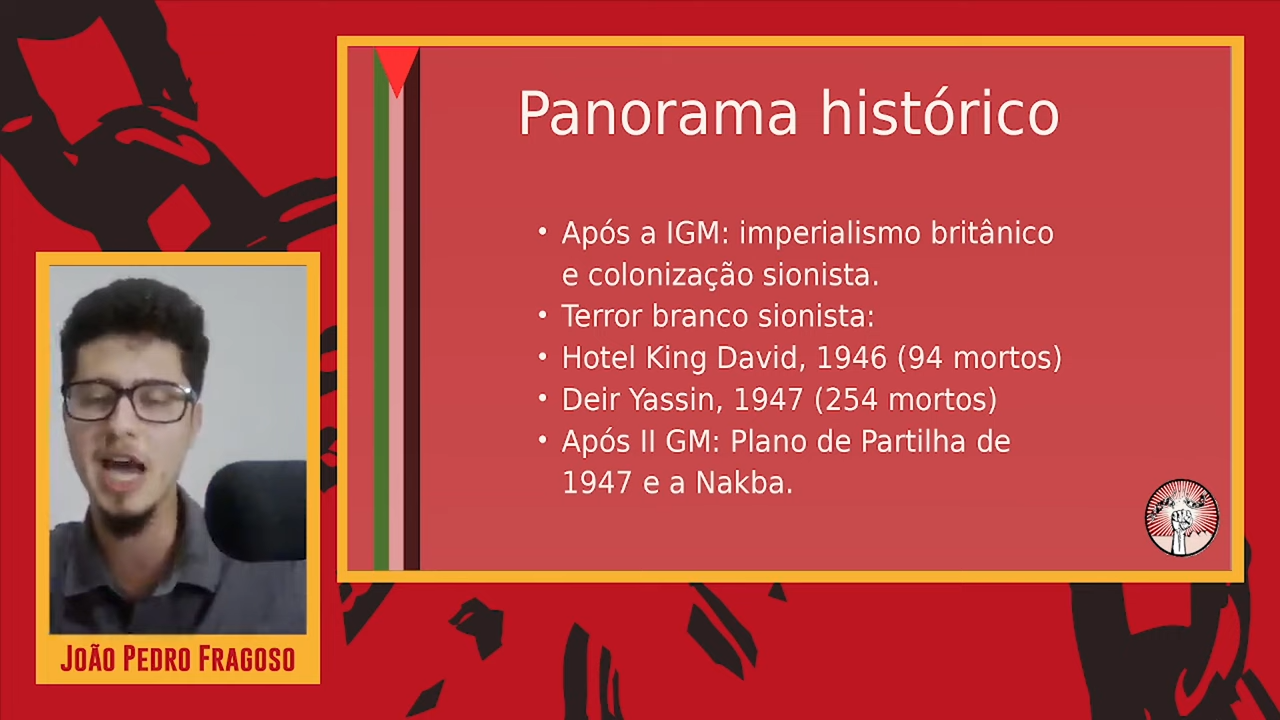 Panorama histórico
• Após a IGM: imperialismo britânico
e colonização sionista.
• Terror branco sionista:
• Hotel King David, 1946 (94 mortos)
• Deir Yassin, 1947 (254 mortos)
• Após II GM: Plano de Partilha de
1947 e a Nakba.
João Pedro Fragoso